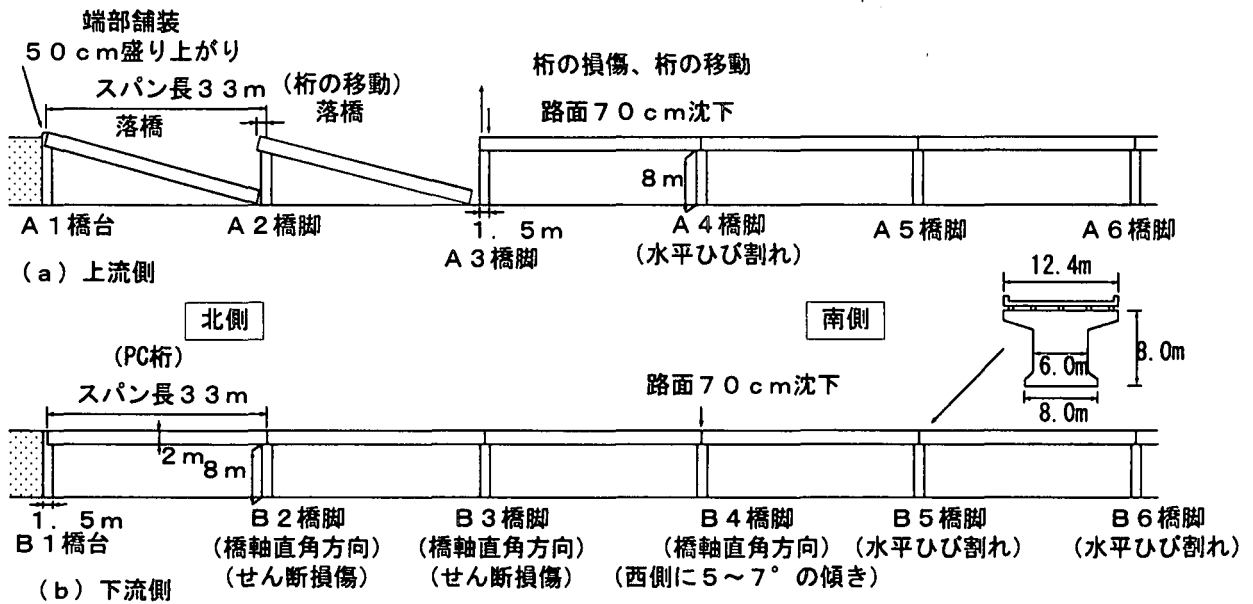 端部舗装
50cm盛り上がり
スパン長33m
(桁の移動)
落橋
落橋
桁の損傷、桁の移動
路面70cm沈下
8m
A1橋台
A2橋脚
1. 5m
A3橋脚
A4橋脚
(水平ひび割れ)
A5橋脚
A6橋脚
(a)上流側
12.4m
8.0m
6.0m
8.0m
北側
南側
(PC桁)
スパン長33m
路面70cm沈下
2m
8m
1. 5m
B1橋台
B2橋脚
(橋軸直角方向)
(せん断損傷)
B3橋脚
(橋軸直角方向)
(せん断損傷)
B4橋脚
(橋軸直角方向)
(西側に5~7°の傾き)
B5橋脚
(水平ひび割れ)
B6橋脚
(水平ひび割れ)
(b)下流側